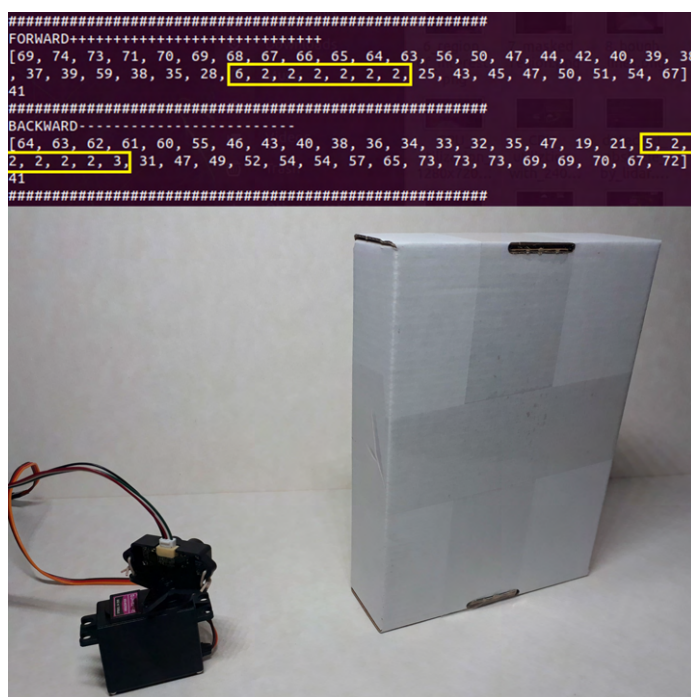 ########################################################
FORWARD+++++++++++++++++++++++++++++
[69, 74, 73, 71, 70, 69, 68, 67, 66, 65, 64, 63, 56, 50, 47, 44, 42, 40, 39, 38
, 37, 39, 59, 38, 35, 28, 6, 2, 2, 2, 2, 2, 2, 25, 43, 45, 47, 50, 51, 54, 67]
41
########################################################
BACKWARD-------------------------
[64, 63, 62, 61, 60, 55, 46, 43, 40, 38, 36, 34, 33, 32, 35, 47, 19, 21, 5, 2,
2, 2, 2, 2, 3, 31, 47, 49, 52, 54, 54, 57, 65, 73, 73, 73, 69, 69, 70, 67, 72]
41
########################################################